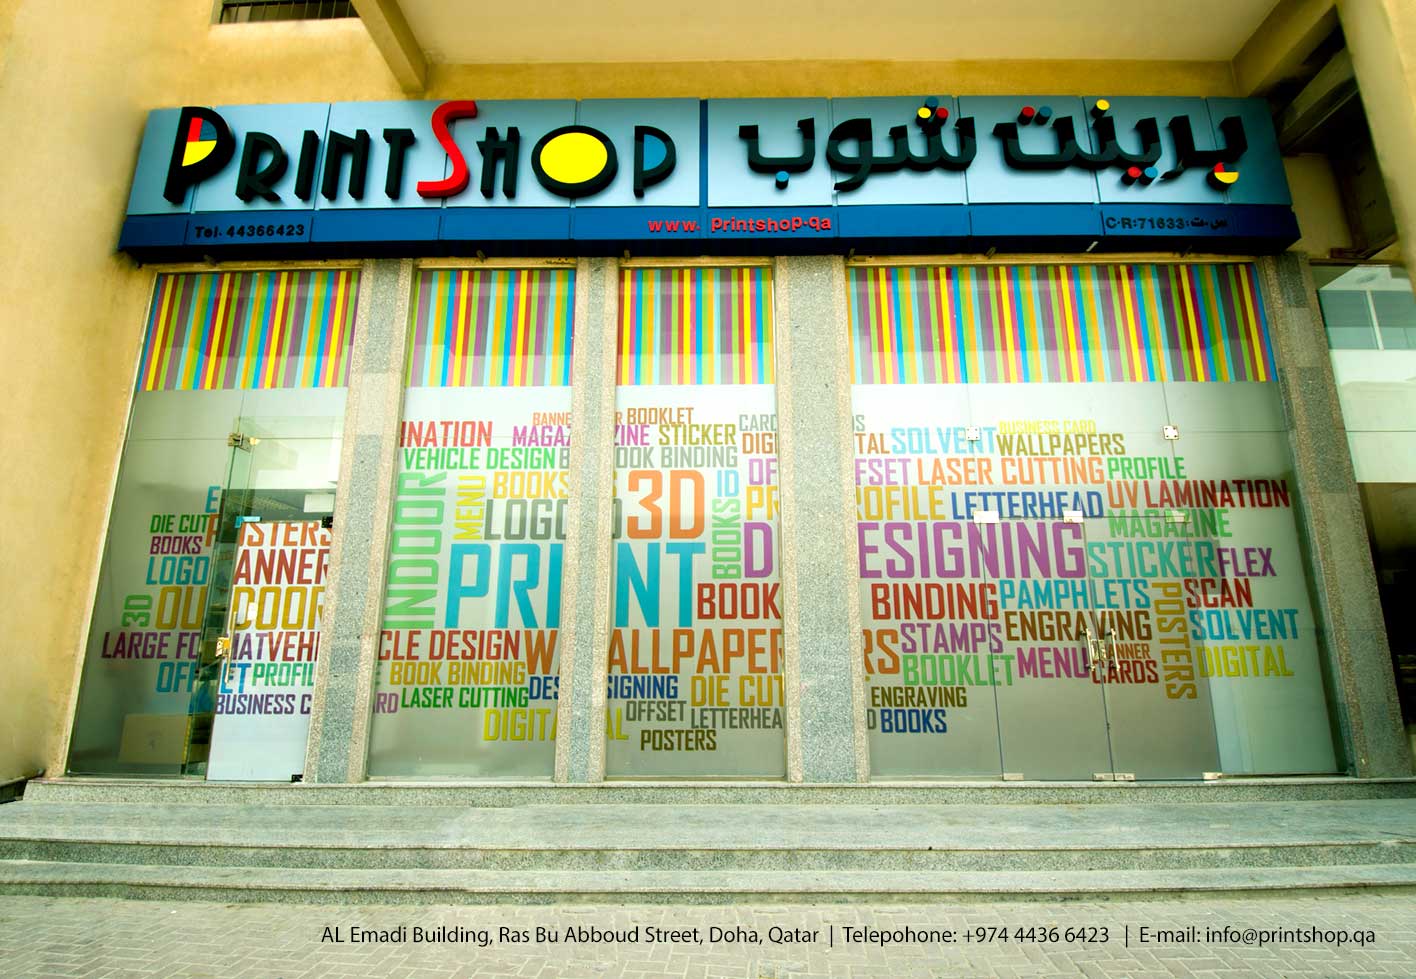 PRINTSHOP
برينت شوب
Tel. 44366423
www. Printshop-qa
C·R:71633:س.ت
E
DIE CUT
POSTERS
BOOKS
BANNER
LOGO
3D
OUTDOOR
LARGE FORMAT
VEHICLE DESIGN
OFFSET
PROFILE
BUSINESS CARD
INATION
BANNER
BOOKLET
MAGAZINE
STICKER
VEHICLE DESIGN
BOOK BINDING
INDOOR
MENU
BOOKS
LOGO
3D
ID
BOOKS
PRINT
BOOK BINDING
WALLPAPERS
BOOK BINDING
LASER CUTTING
DESIGNING
DIE CUT
DIGITAL
OFFSET
LETTERHEAD
POSTERS
DIGITAL
SOLVENT
BUSINESS CARD
WALLPAPERS
OFFSET
LASER CUTTING
PROFILE
PROFILE
LETTERHEAD
UV LAMINATION
MAGAZINE
DESIGNING
STICKER
FLEX
PAMPHLETS
POSTERS
SCAN
STAMPS
ENGRAVING
SOLVENT
BOOKLET
MENU
BANNER
CARDS
DIGITAL
ENGRAVING
BOOKS
AL Emadi Building, Ras Bu Abboud Street, Doha, Qatar | Telepohone: +974 4436 6423 | E-mail: info@printshop.qa